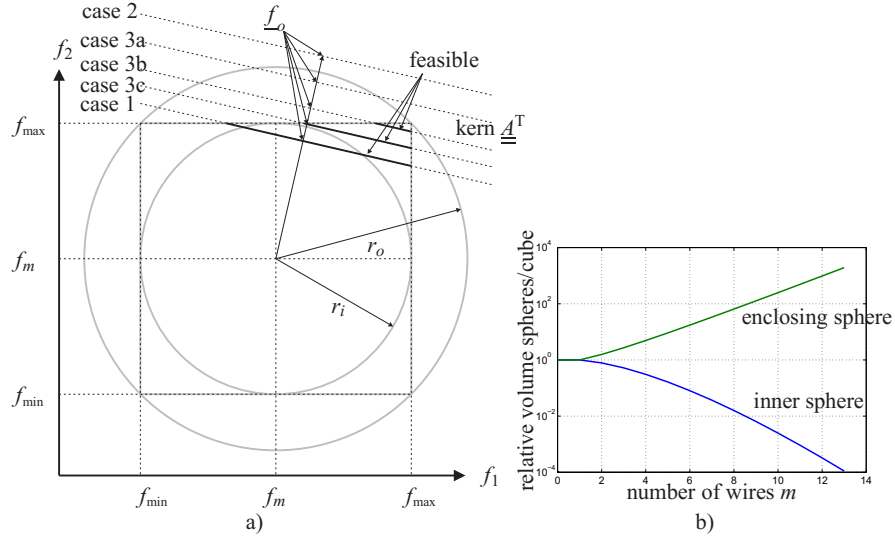 case 2
f_o
f_2
case 3a
feasible
case 3b
case 3c
case 1
f_max
kern A^T
r_o
f_m
r_i
f_min
f_1
f_min
f_m
f_max
a)
relative volume spheres/cube
10^4
10^2
enclosing sphere
10^0
inner sphere
10^−2
10^−4
0 2 4 6 8 10 12 14
number of wires m
b)